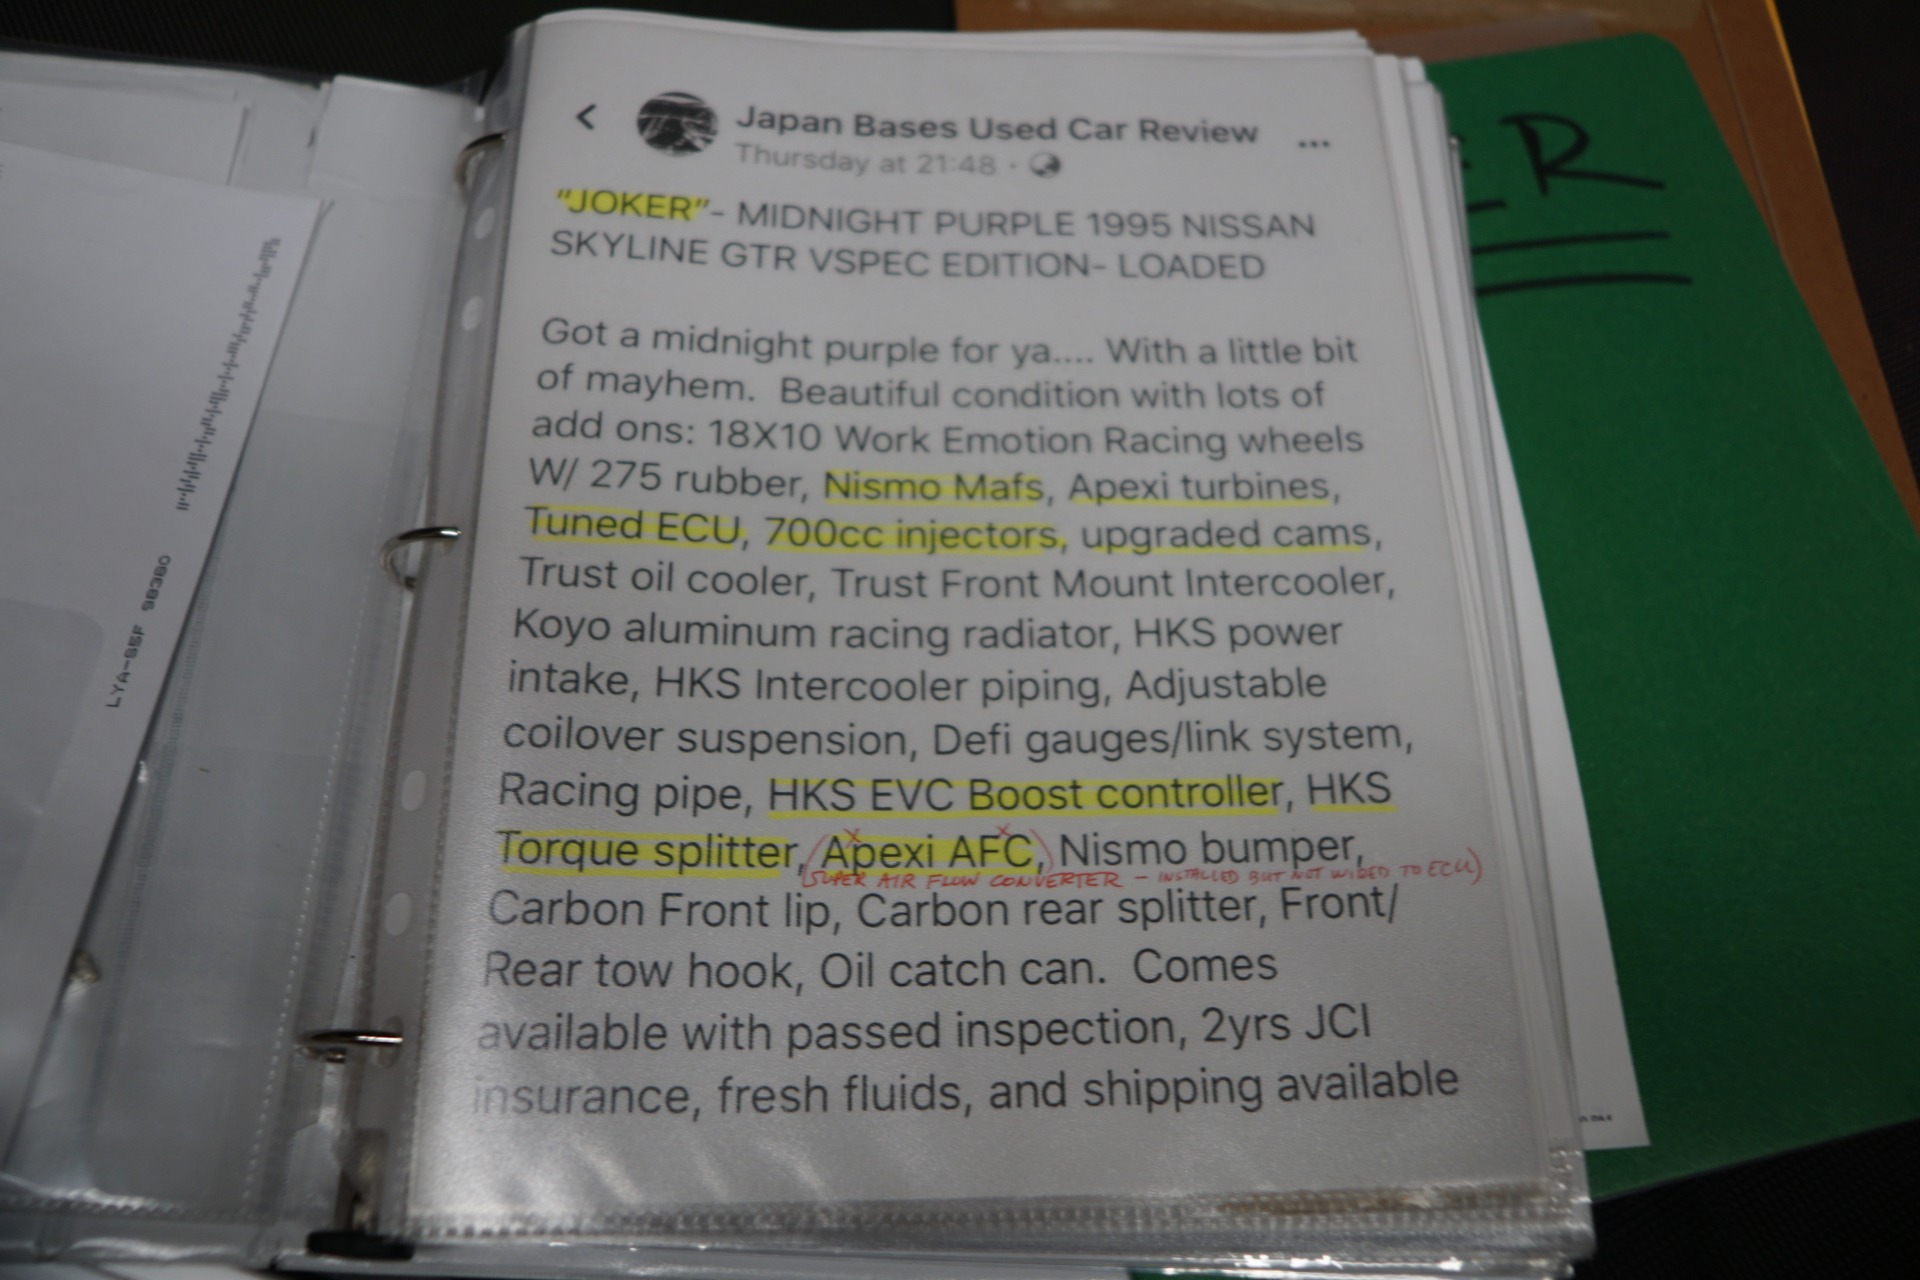 Japan Bases Used Car Review
Thursday at 21:48 ·
"JOKER"- MIDNIGHT PURPLE 1995 NISSAN
SKYLINE GTR VSPEC EDITION- LOADED
Got a midnight purple for ya.... With a little bit
of mayhem. Beautiful condition with lots of
add ons: 18X10 Work Emotion Racing wheels
W/ 275 rubber, Nismo Mafs, Apexi turbines,
Tuned ECU, 700cc injectors, upgraded cams,
Trust oil cooler, Trust Front Mount Intercooler,
Koyo aluminum racing radiator, HKS power
intake, HKS Intercooler piping, Adjustable
coilover suspension, Defi gauges/link system,
Racing pipe, HKS EVC Boost controller, HKS
Torque splitter, (Apexi AFC), Nismo bumper,
(SUPER AIR FLOW CONVERTER - INSTALLED BUT NOT WIRED TO ECU)
Carbon Front lip, Carbon rear splitter, Front/
Rear tow hook, Oil catch can. Comes
available with passed inspection, 2yrs JCI
insurance, fresh fluids, and shipping available
ER
LYA-SSF 98380